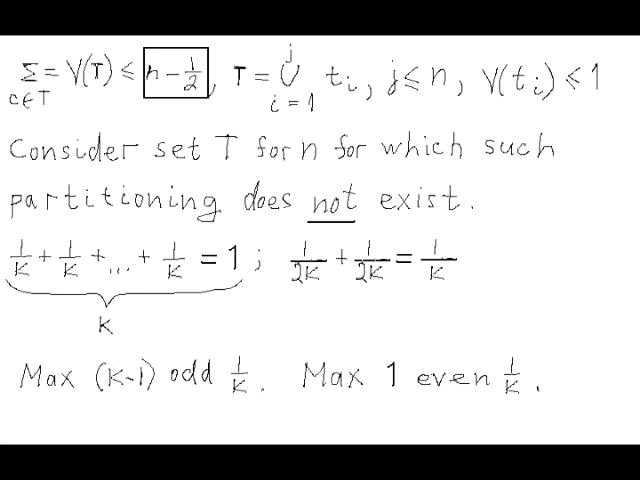 Σ = V(T) ≤ n - 1/2, T = ∪ t_i, j ≤ n, V(t_i) ≤ 1
c∈T j i = 1
Consider set T for n for which such
partitioning does not exist.
1/K + 1/K + ... + 1/K = 1 ; 1/2K + 1/2K = 1/K
K
Max (K-1) odd 1/K. Max 1 even 1/K.